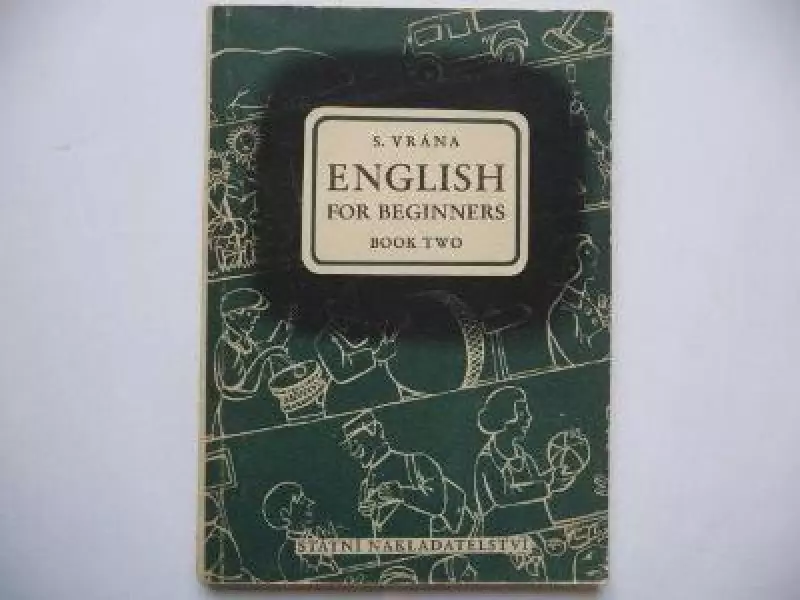 S. VRÁNA
ENGLISH
FOR BEGINNERS
BOOK TWO
STÁTNÍ NAKLADATELSTVÍ